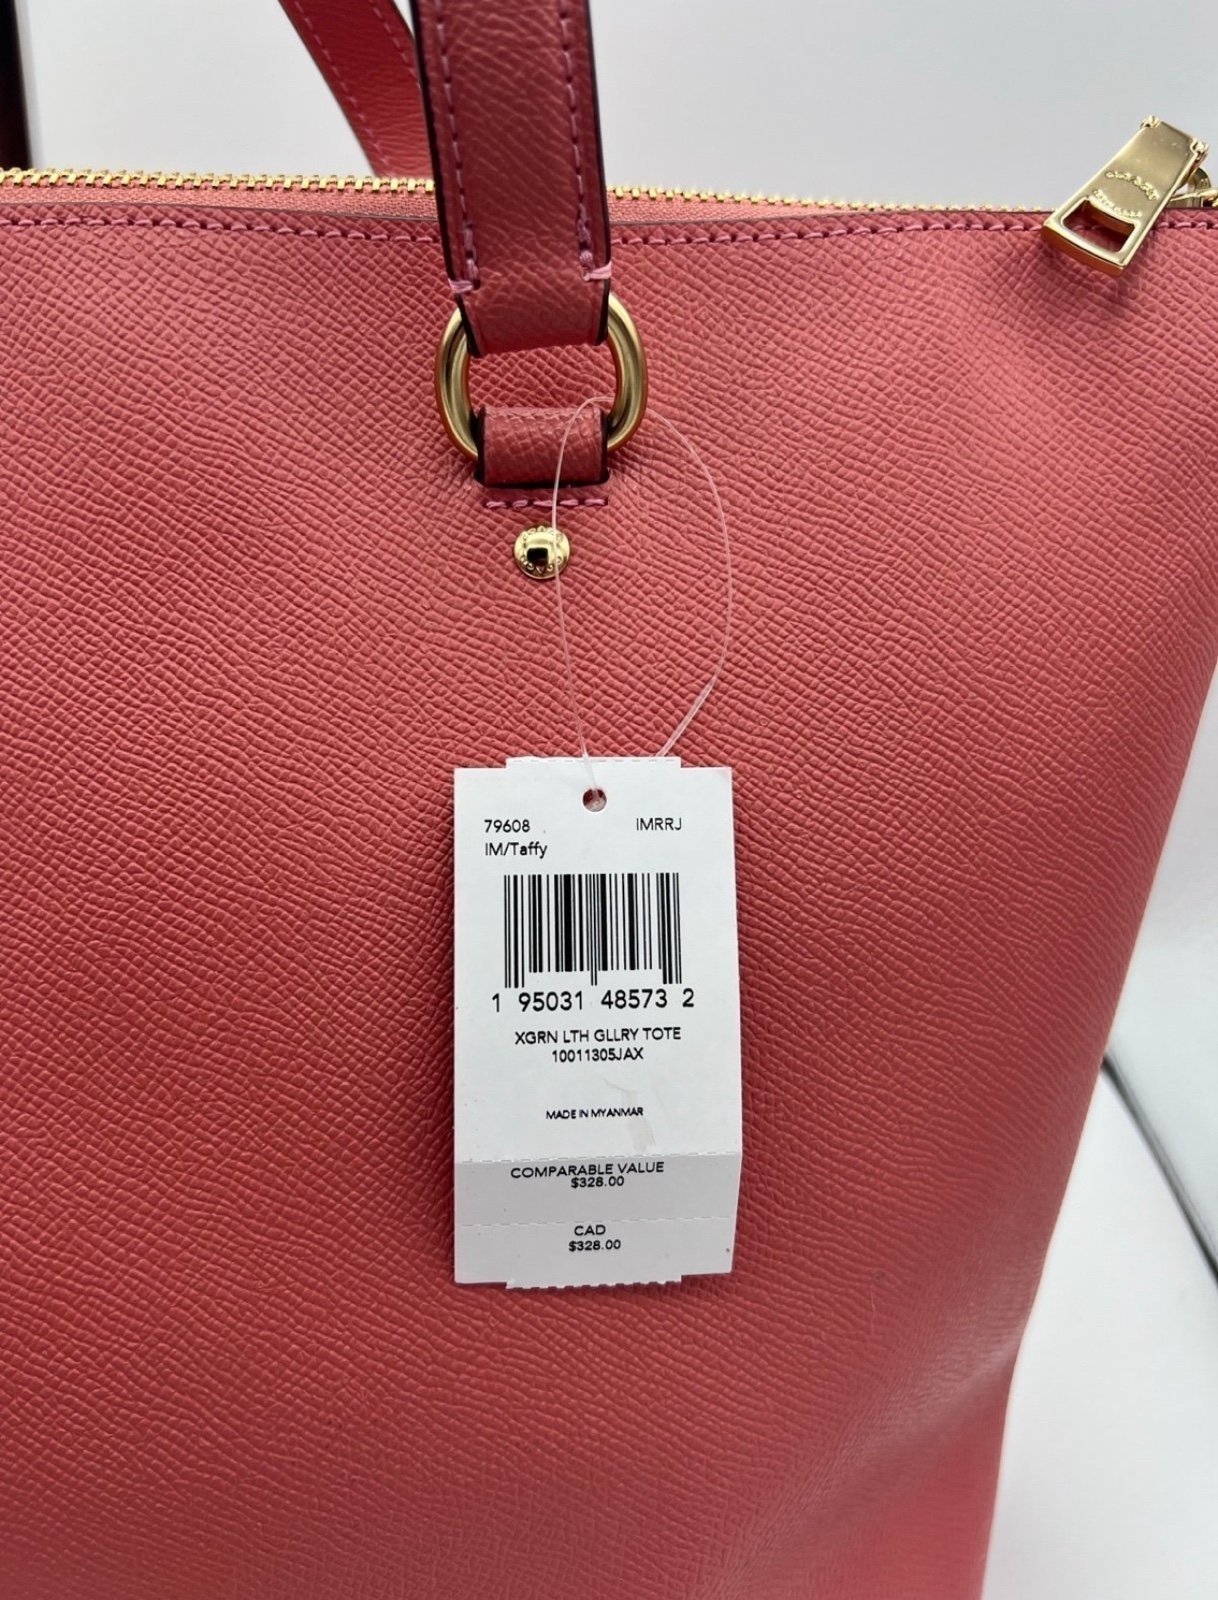 79608 IMRRJ
IM/Taffy
1 95031 48573 2
XGRN LTH GLLRY TOTE
10011305JAX
MADE IN MYANMAR
COMPARABLE VALUE
$328.00
CAD
$328.00